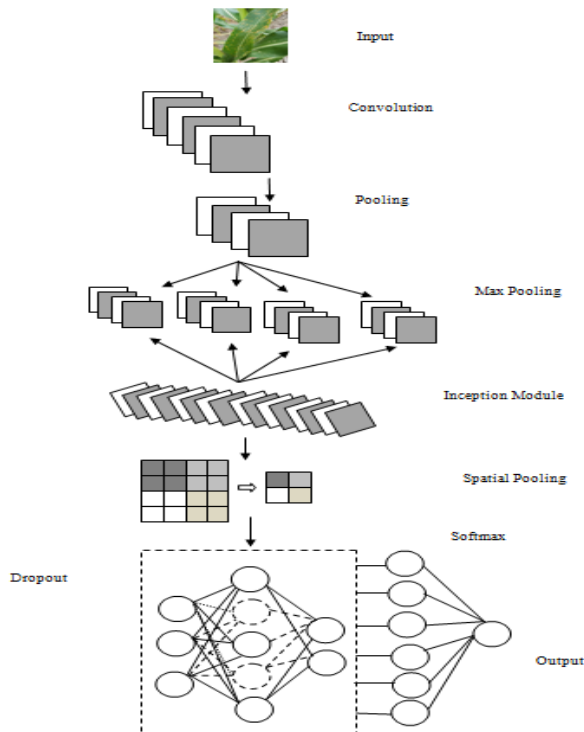 Input
Convolution
Pooling
Max Pooling
Inception Module
Spatial Pooling
Softmax
Dropout
Output